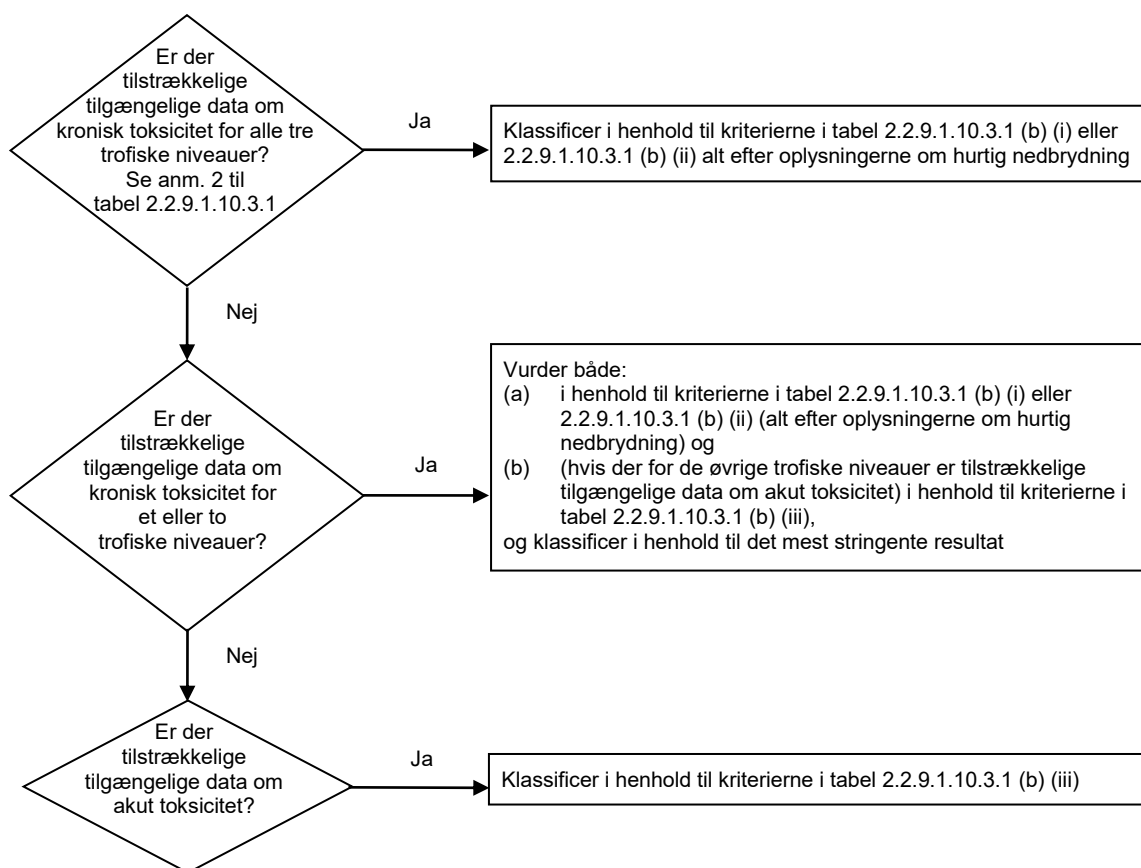 Er der
tilstrækkelige
tilgængelige data om
kronisk toksicitet for alle tre
trofiske niveauer?
Se anm. 2 til
tabel 2.2.9.1.10.3.1
Ja
Klassificer i henhold til kriterierne i tabel 2.2.9.1.10.3.1 (b) (i) eller
2.2.9.1.10.3.1 (b) (ii) alt efter oplysningerne om hurtig nedbrydning
Nej
Er der
tilstrækkelige
tilgængelige data om
kronisk toksicitet for
et eller to
trofiske niveauer?
Ja
Vurder både:
(a) i henhold til kriterierne i tabel 2.2.9.1.10.3.1 (b) (i) eller
2.2.9.1.10.3.1 (b) (ii) (alt efter oplysningerne om hurtig
nedbrydning) og
(b) (hvis der for de øvrige trofiske niveauer er tilstrækkelige
tilgængelige data om akut toksicitet) i henhold til kriterierne i
tabel 2.2.9.1.10.3.1 (b) (iii),
og klassificer i henhold til det mest stringente resultat
Nej
Er der
tilstrækkelige
tilgængelige data om
akut toksicitet?
Ja
Klassificer i henhold til kriterierne i tabel 2.2.9.1.10.3.1 (b) (iii)